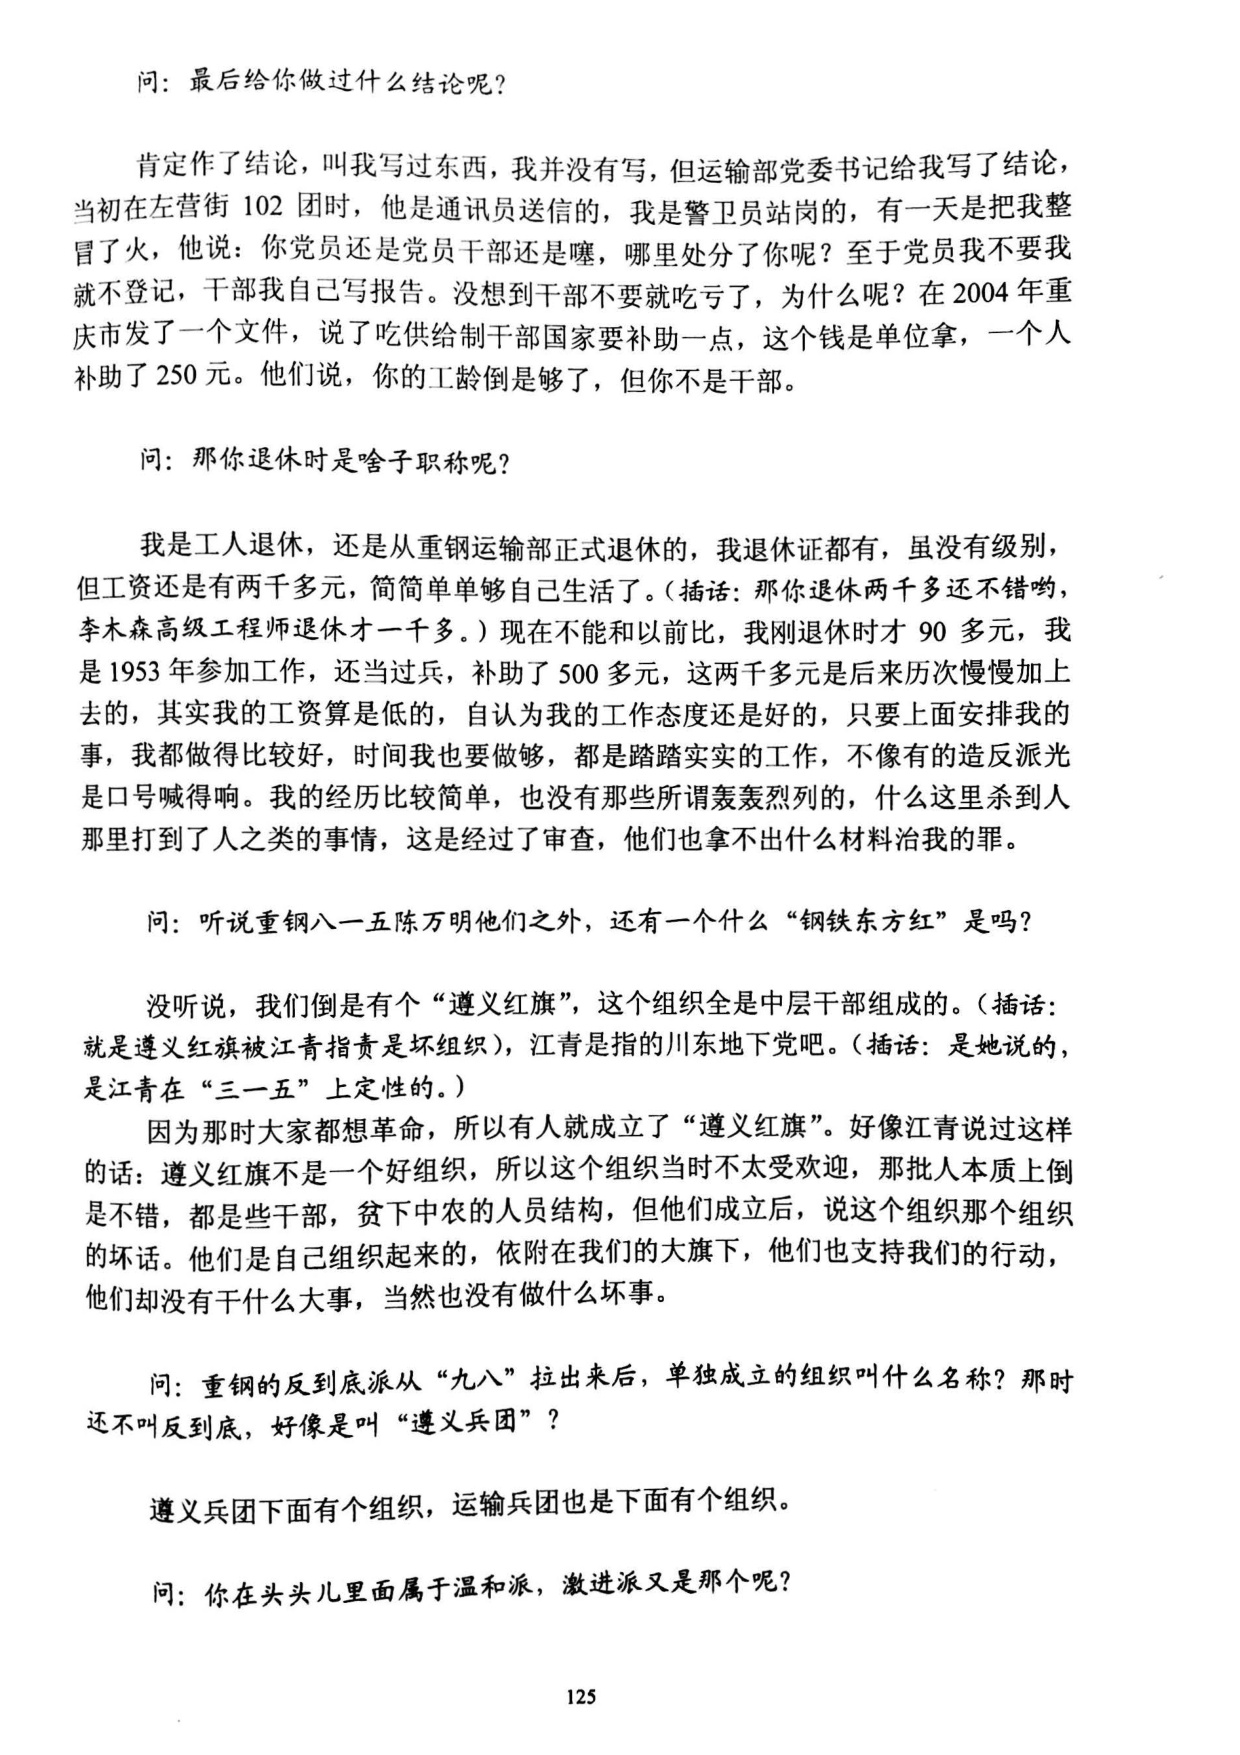 问：最后给你做过什么结论呢？
肯定作了结论，叫我写过东西，我并没有写，但运输部党委书记给我写了结论，
当初在左营街 102 团时，他是通讯员送信的，我是警卫员站岗的，有一天是把我整
冒了火，他说：你党员还是党员干部还是噻，哪里处分了你呢？至于党员我不要我
就不登记，干部我自己写报告。没想到干部不要就吃亏了，为什么呢？在 2004 年重
庆市发了一个文件，说了吃供给制干部国家要补助一点，这个钱是单位拿，一个人
补助了 250 元。他们说，你的工龄倒是够了，但你不是干部。
问：那你退休时是啥子职称呢？
我是工人退休，还是从重钢运输部正式退休的，我退休证都有，虽没有级别，
但工资还是有两千多元，简简单单够自己生活了。（插话：那你退休两千多还不错哟，
李木森高级工程师退休才一千多。）现在不能和以前比，我刚退休时才 90 多元，我
是 1953 年参加工作，还当过兵，补助了 500 多元，这两千多元是后来历次慢慢加上
去的，其实我的工资算是低的，自认为我的工作态度还是好的，只要上面安排我的
事，我都做得比较好，时间我也要做够，都是踏踏实实的工作，不像有的造反派光
是口号喊得响。我的经历比较简单，也没有那些所谓轰轰烈列的，什么这里杀到人
那里打到了人之类的事情，这是经过了审查，他们也拿不出什么材料治我的罪。
问：听说重钢八一五陈万明他们之外，还有一个什么“钢铁东方红”是吗？
没听说，我们倒是有个“遵义红旗”，这个组织全是中层干部组成的。（插话：
就是遵义红旗被江青指责是坏组织），江青是指的川东地下党吧。（插话：是她说的，
是江青在“三一五”上定性的。）
因为那时大家都想革命，所以有人就成立了“遵义红旗”。好像江青说过这样
的话：遵义红旗不是一个好组织，所以这个组织当时不太受欢迎，那批人本质上倒
是不错，都是些干部，贫下中农的人员结构，但他们成立后，说这个组织那个组织
的坏话。他们是自己组织起来的，依附在我们的大旗下，他们也支持我们的行动，
他们却没有干什么大事，当然也没有做什么坏事。
问：重钢的反到底派从“九八”拉出来后，单独成立的组织叫什么名称？那时
还不叫反到底，好像是叫“遵义兵团”？
遵义兵团下面有个组织，运输兵团也是下面有个组织。
问：你在头头儿里面属于温和派，激进派又是那个呢？
125